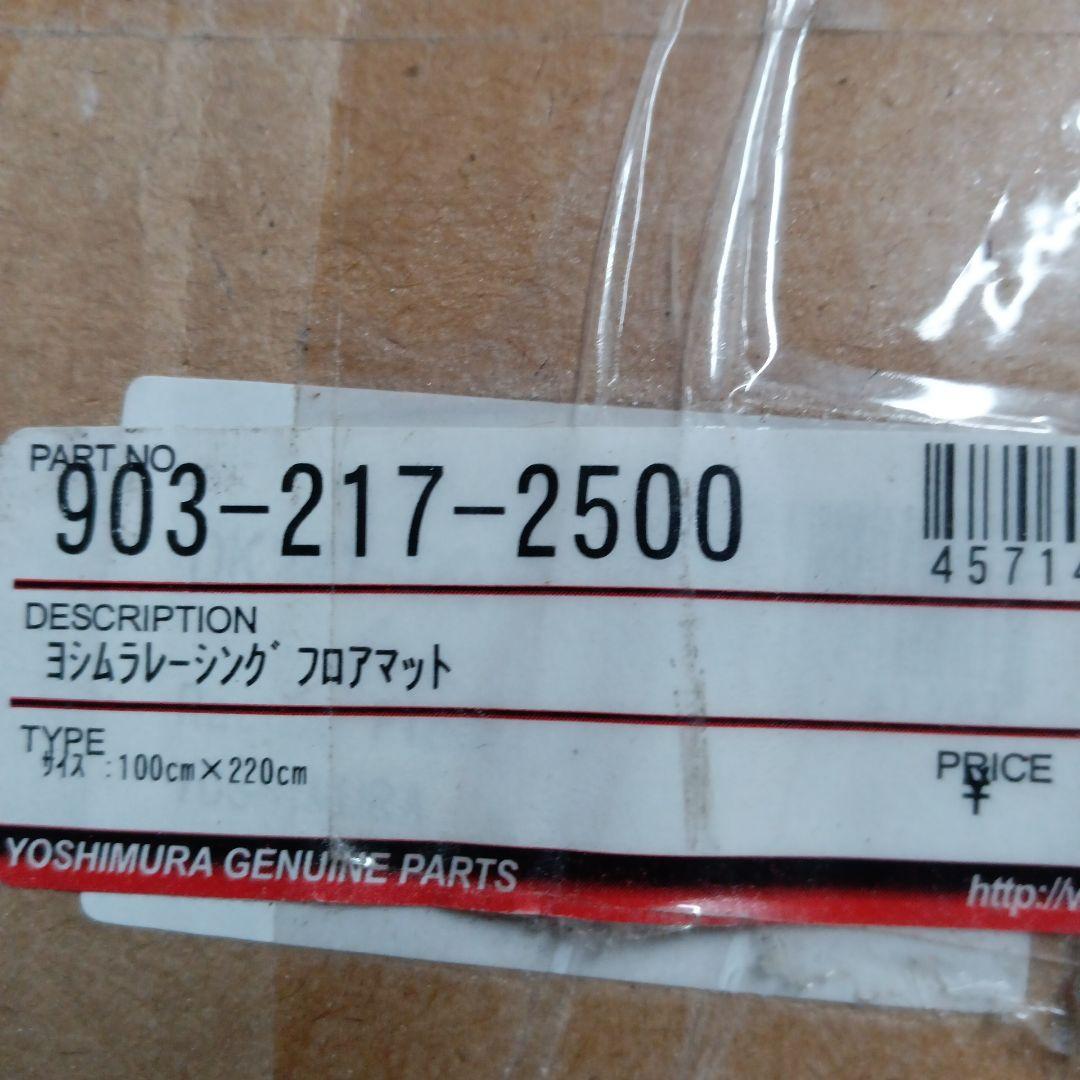 PART NO
903-217-2500
45714
DESCRIPTION
ﾖｼﾑﾗﾚｰｼﾝｸﾞ ﾌﾛｱﾏｯﾄ
TYPE
ｻｲｽﾞ:100cm×220cm
PRICE
¥
YOSHIMURA GENUINE PARTS
http://